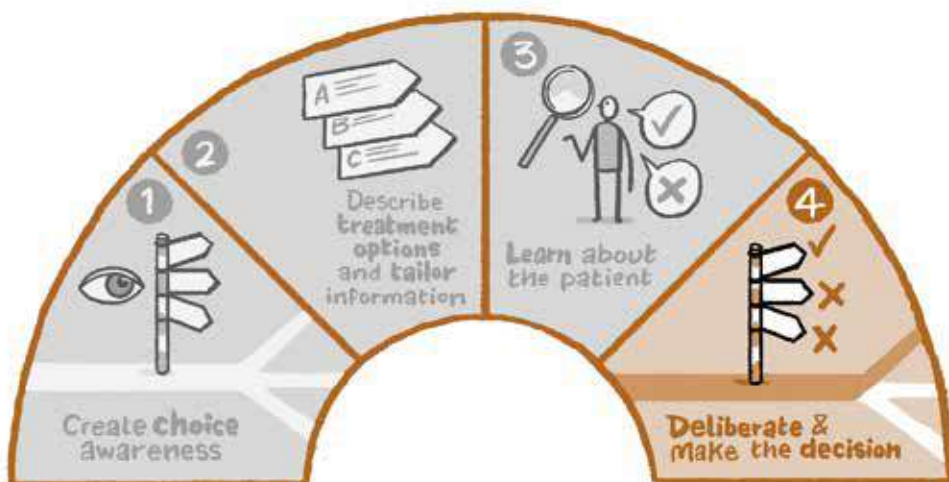 1
Create choice
awareness
2
A
B
C
Describe
treatment
options
and tailor
information
3
Learn about
the patient
4
Deliberate &
make the decision